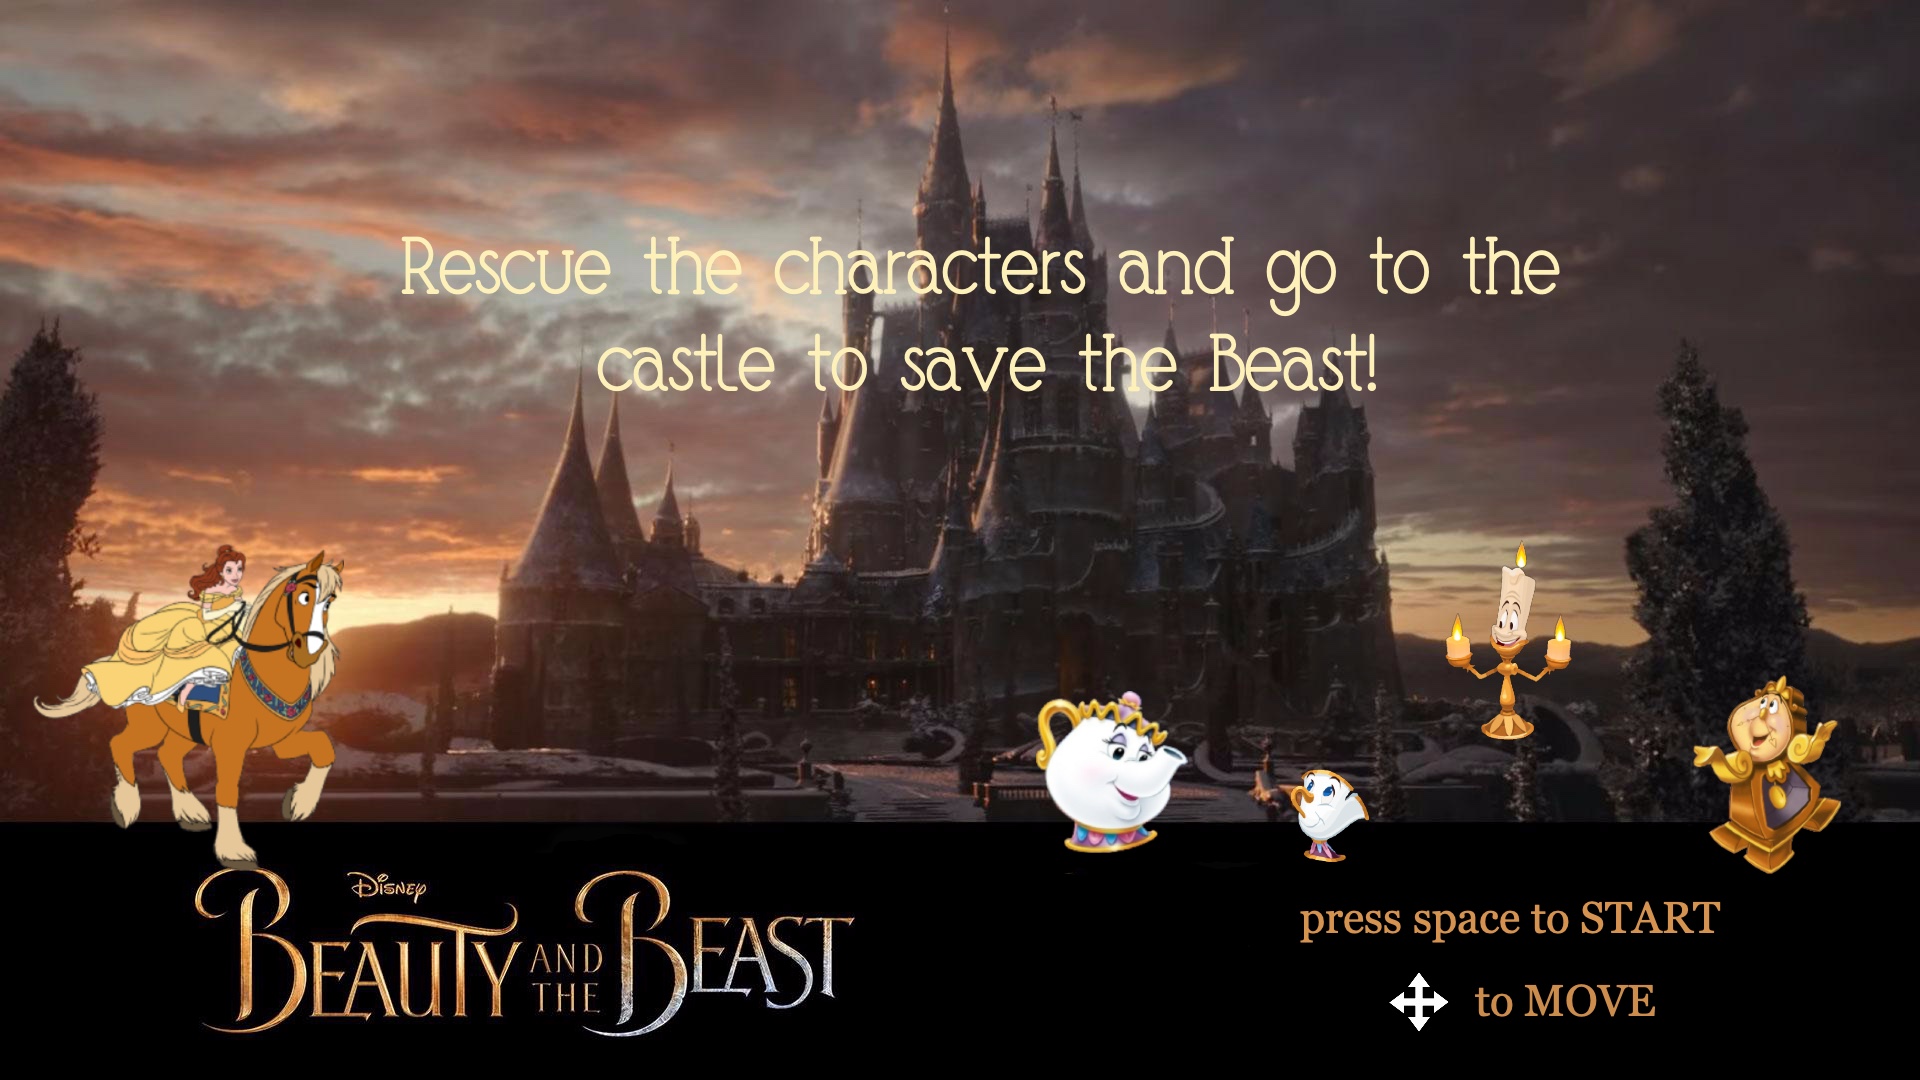 Rescue the characters and go to the
castle to save the Beast!
Disney
BEAUTY AND THE BEAST
press space to START
to MOVE